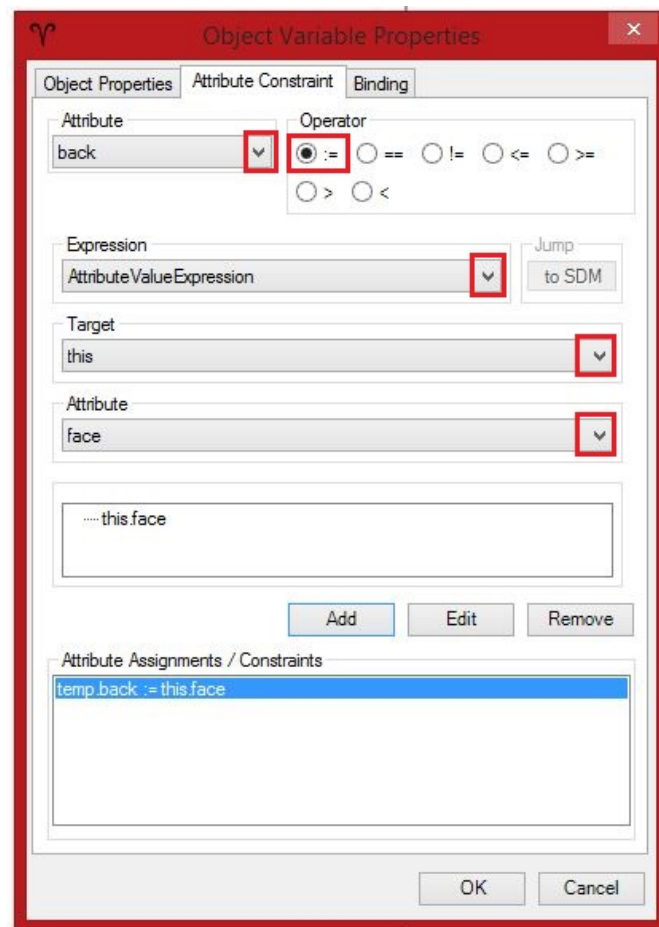 Object Variable Properties
Object Properties Attribute Constraint Binding
Attribute
back
Operator
:= == != <= >=
> <
Expression
AttributeValueExpression
Jump
to SDM
Target
this
Attribute
face
this.face
Add Edit Remove
Attribute Assignments / Constraints
temp.back := this.face
OK Cancel